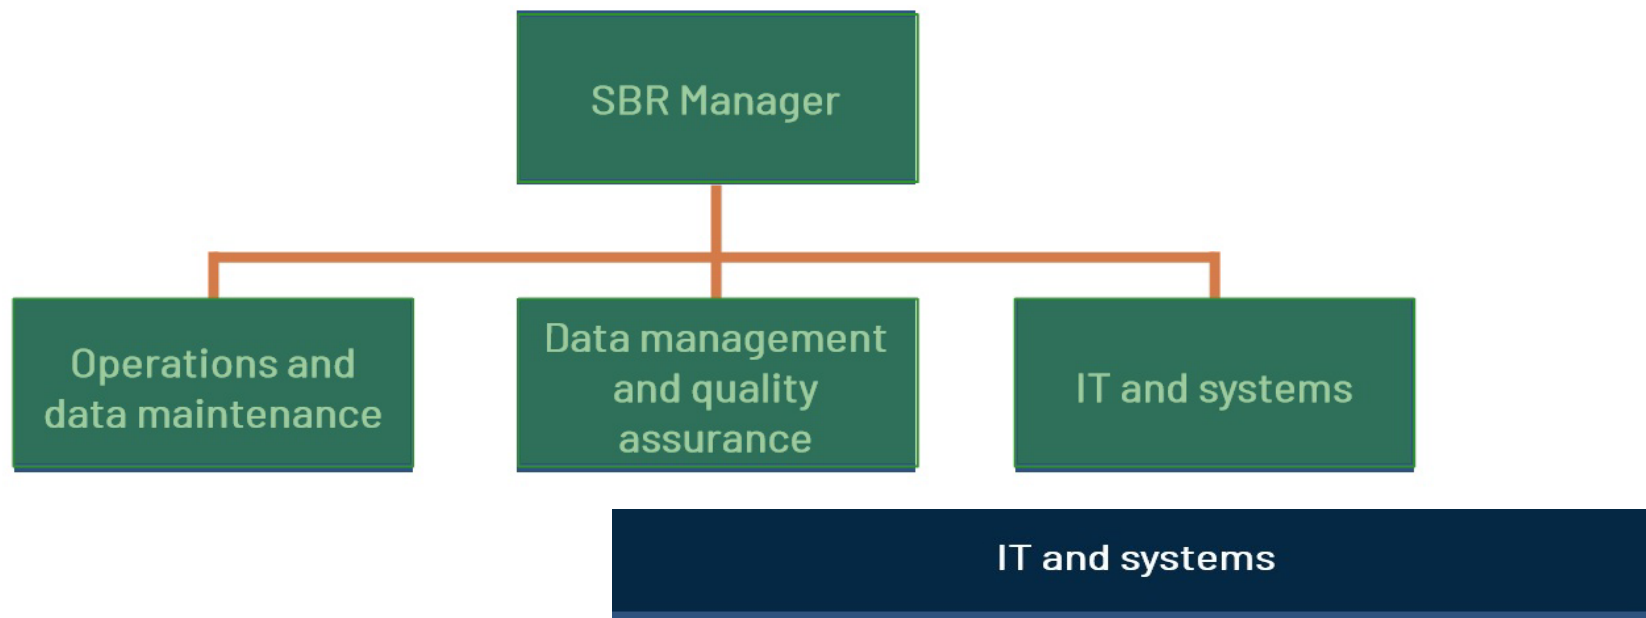 SBR Manager
Operations and
data maintenance
Data management
and quality
assurance
IT and systems
IT and systems